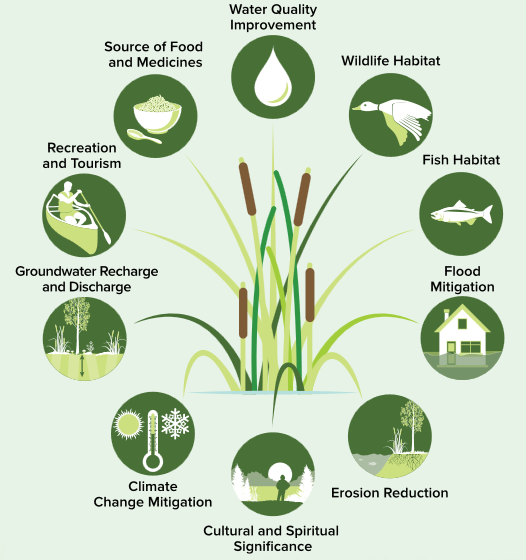 Water Quality
Improvement
Source of Food
and Medicines
Wildlife Habitat
Recreation
and Tourism
Fish Habitat
Groundwater Recharge
and Discharge
Flood
Mitigation
Climate
Change Mitigation
Erosion Reduction
Cultural and Spiritual
Significance